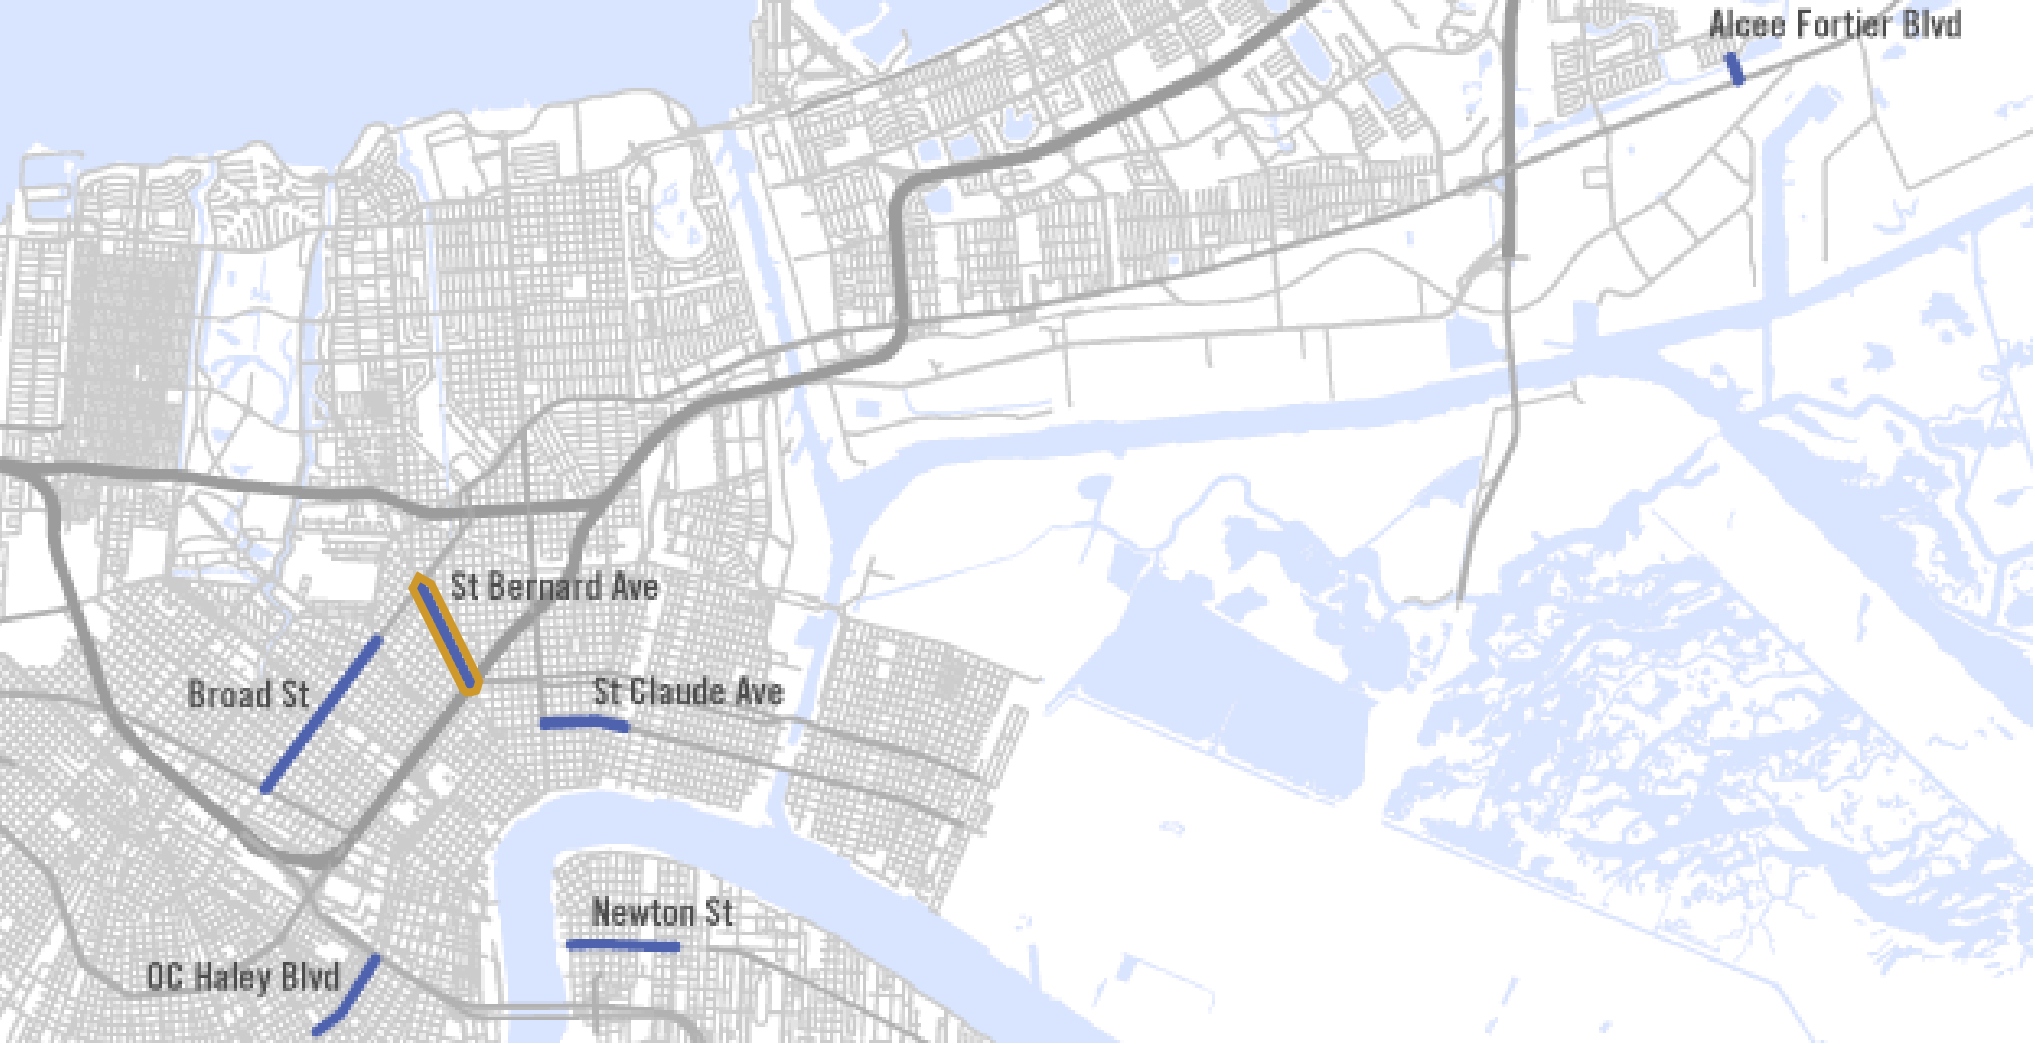 Alcee Fortier Blvd
St Bernard Ave
Broad St
St Claude Ave
Newton St
OC Haley Blvd